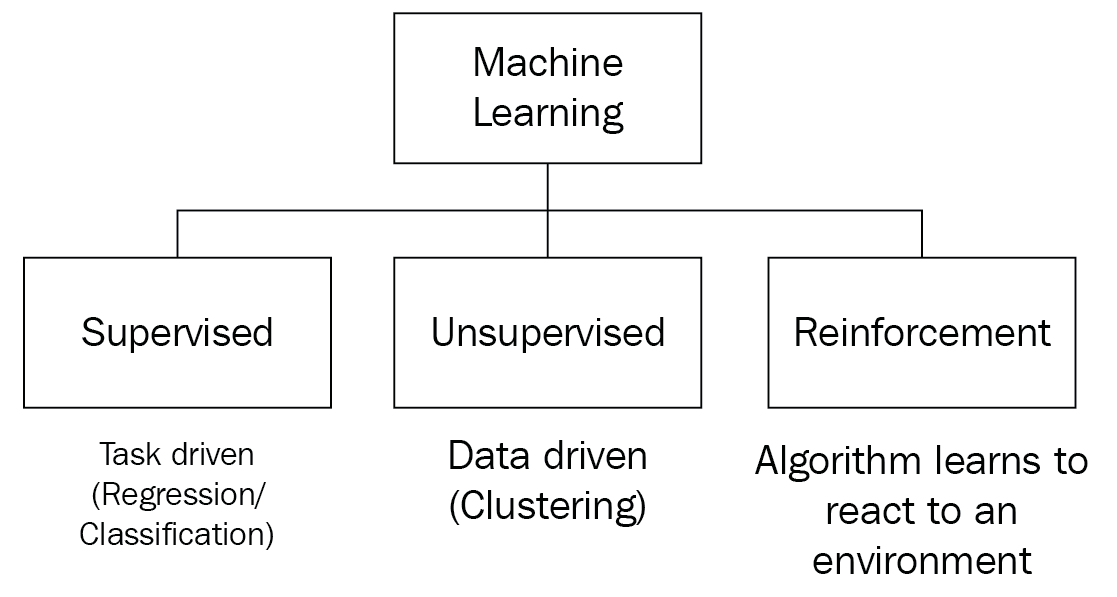 Machine
Learning
Supervised
Unsupervised
Reinforcement
Task driven
(Regression/
Classification)
Data driven
(Clustering)
Algorithm learns to
react to an
environment